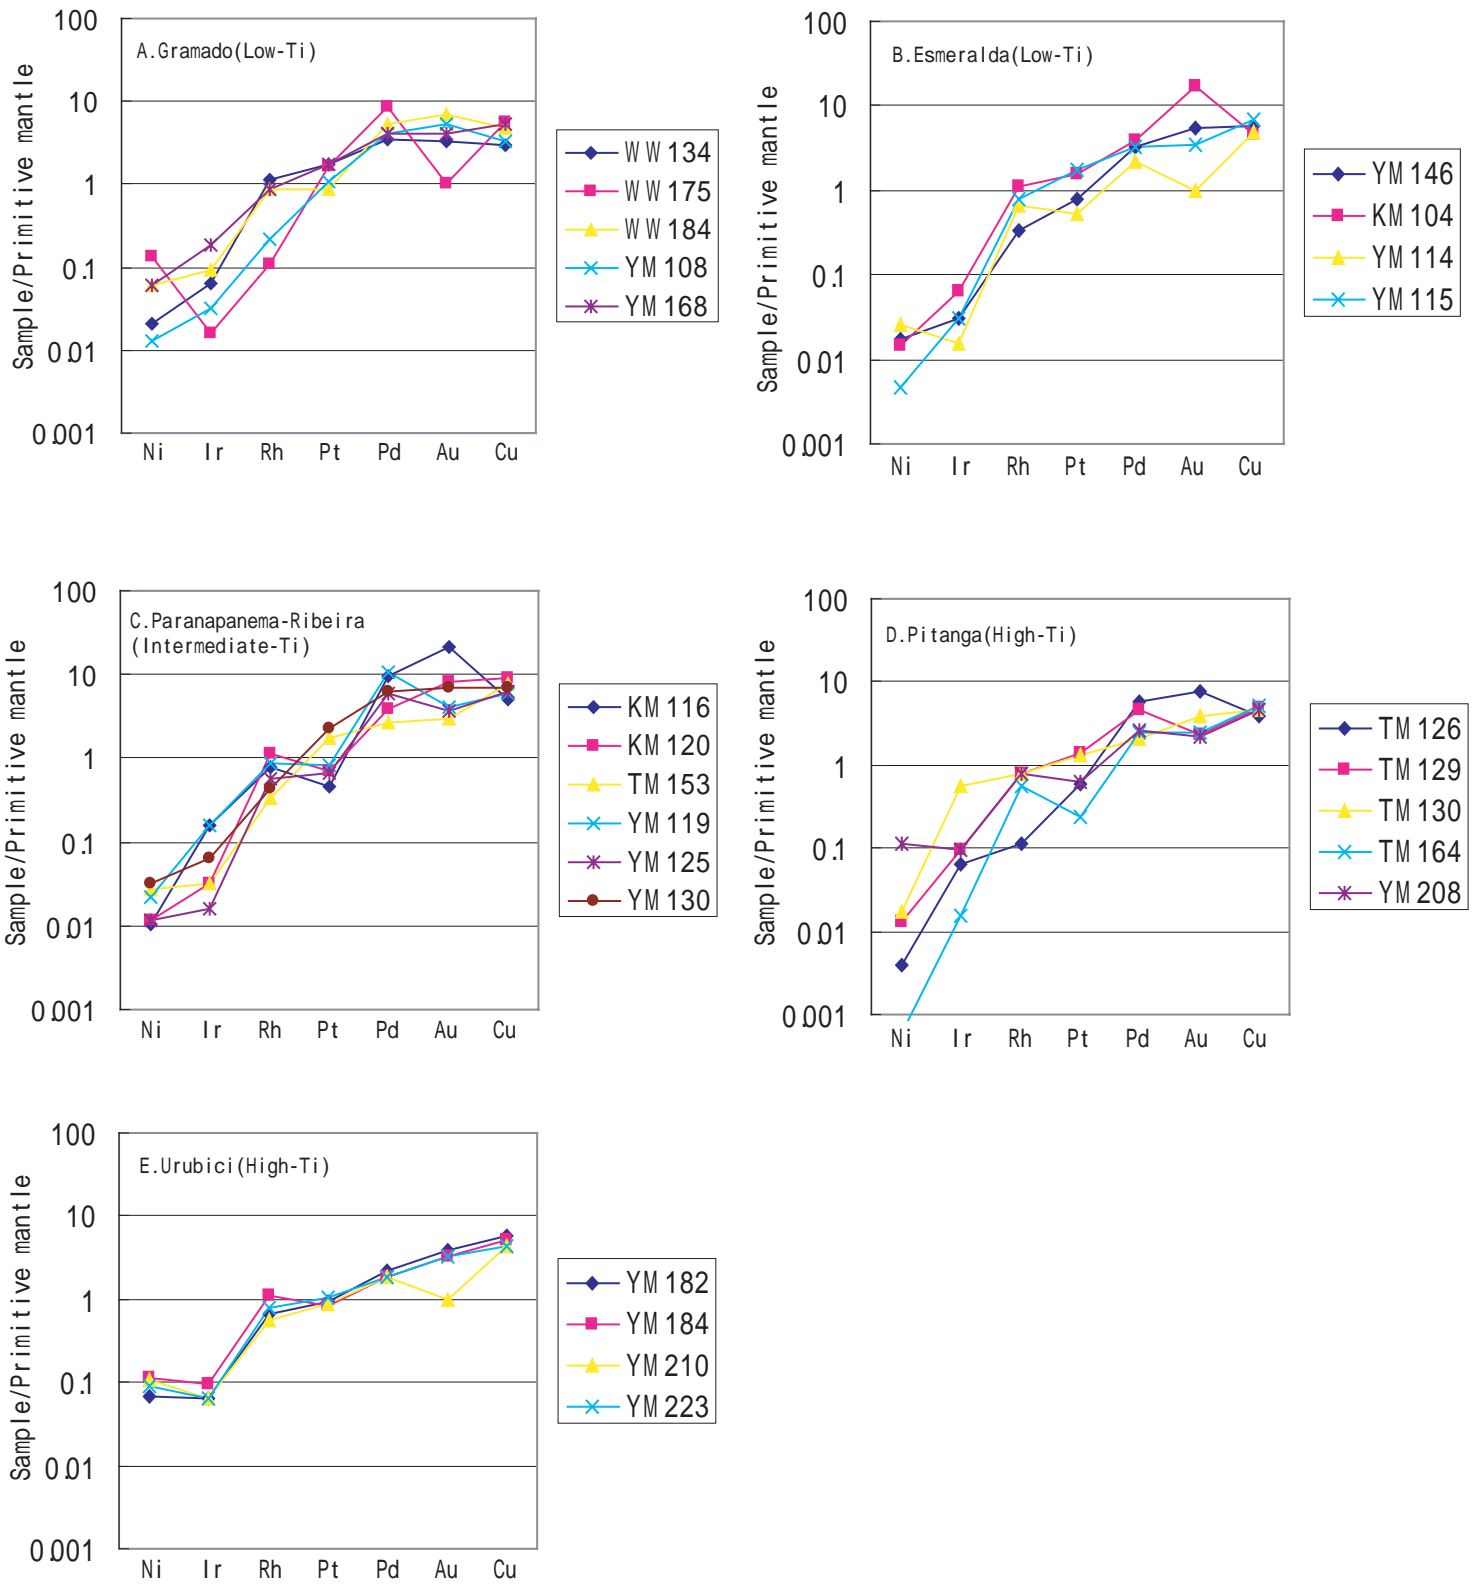 A.Gramado(Low-Ti)
Sample/Primitive mantle
100
10
1
0.1
0.01
0.001
Ni Ir Rh Pt Pd Au Cu
WW134
WW175
WW184
YM108
YM168
B.Esmeralda(Low-Ti)
Sample/Primitive mantle
100
10
1
0.1
0.01
0.001
Ni Ir Rh Pt Pd Au Cu
YM146
KM104
YM114
YM115
C.Paranapanema-Ribeira
(Intermediate-Ti)
Sample/Primitive mantle
100
10
1
0.1
0.01
0.001
Ni Ir Rh Pt Pd Au Cu
KM116
KM120
TM153
YM119
YM125
YM130
D.Pitanga(High-Ti)
Sample/Primitive mantle
100
10
1
0.1
0.01
0.001
Ni Ir Rh Pt Pd Au Cu
TM126
TM129
TM130
TM164
YM208
E.Urubici(High-Ti)
Sample/Primitive mantle
100
10
1
0.1
0.01
0.001
Ni Ir Rh Pt Pd Au Cu
YM182
YM184
YM210
YM223